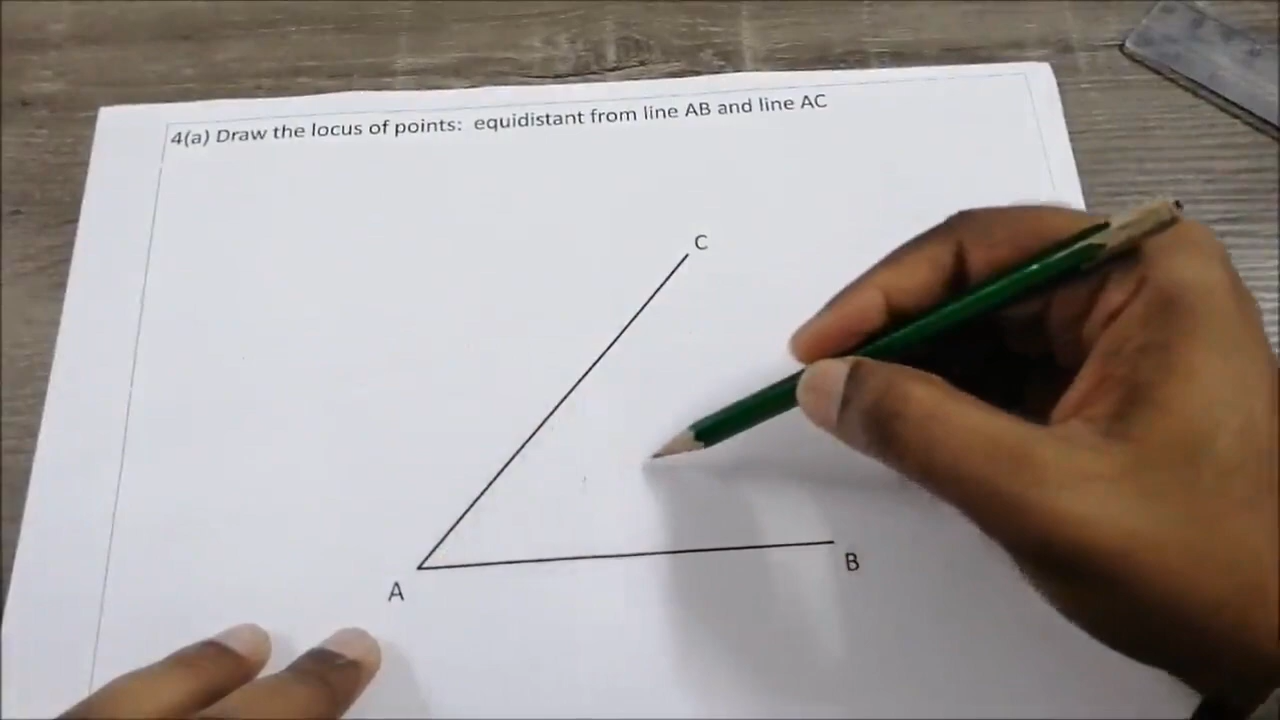 4(a) Draw the locus of points: equidistant from line AB and line AC
C
A
B